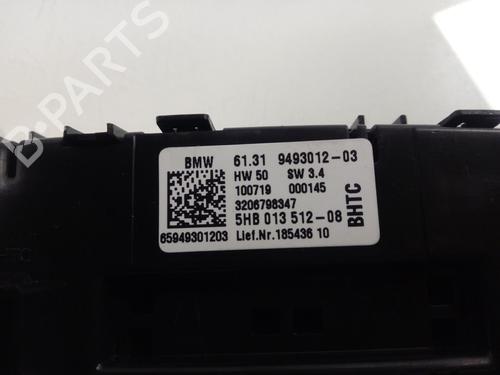 B-PARTS
BMW 61.31 9493012-03
HW 50 SW 3.4
100719 000145
3206798347
5HB 013 512-08
65949301203 Lief.Nr.185436 10
BHTC